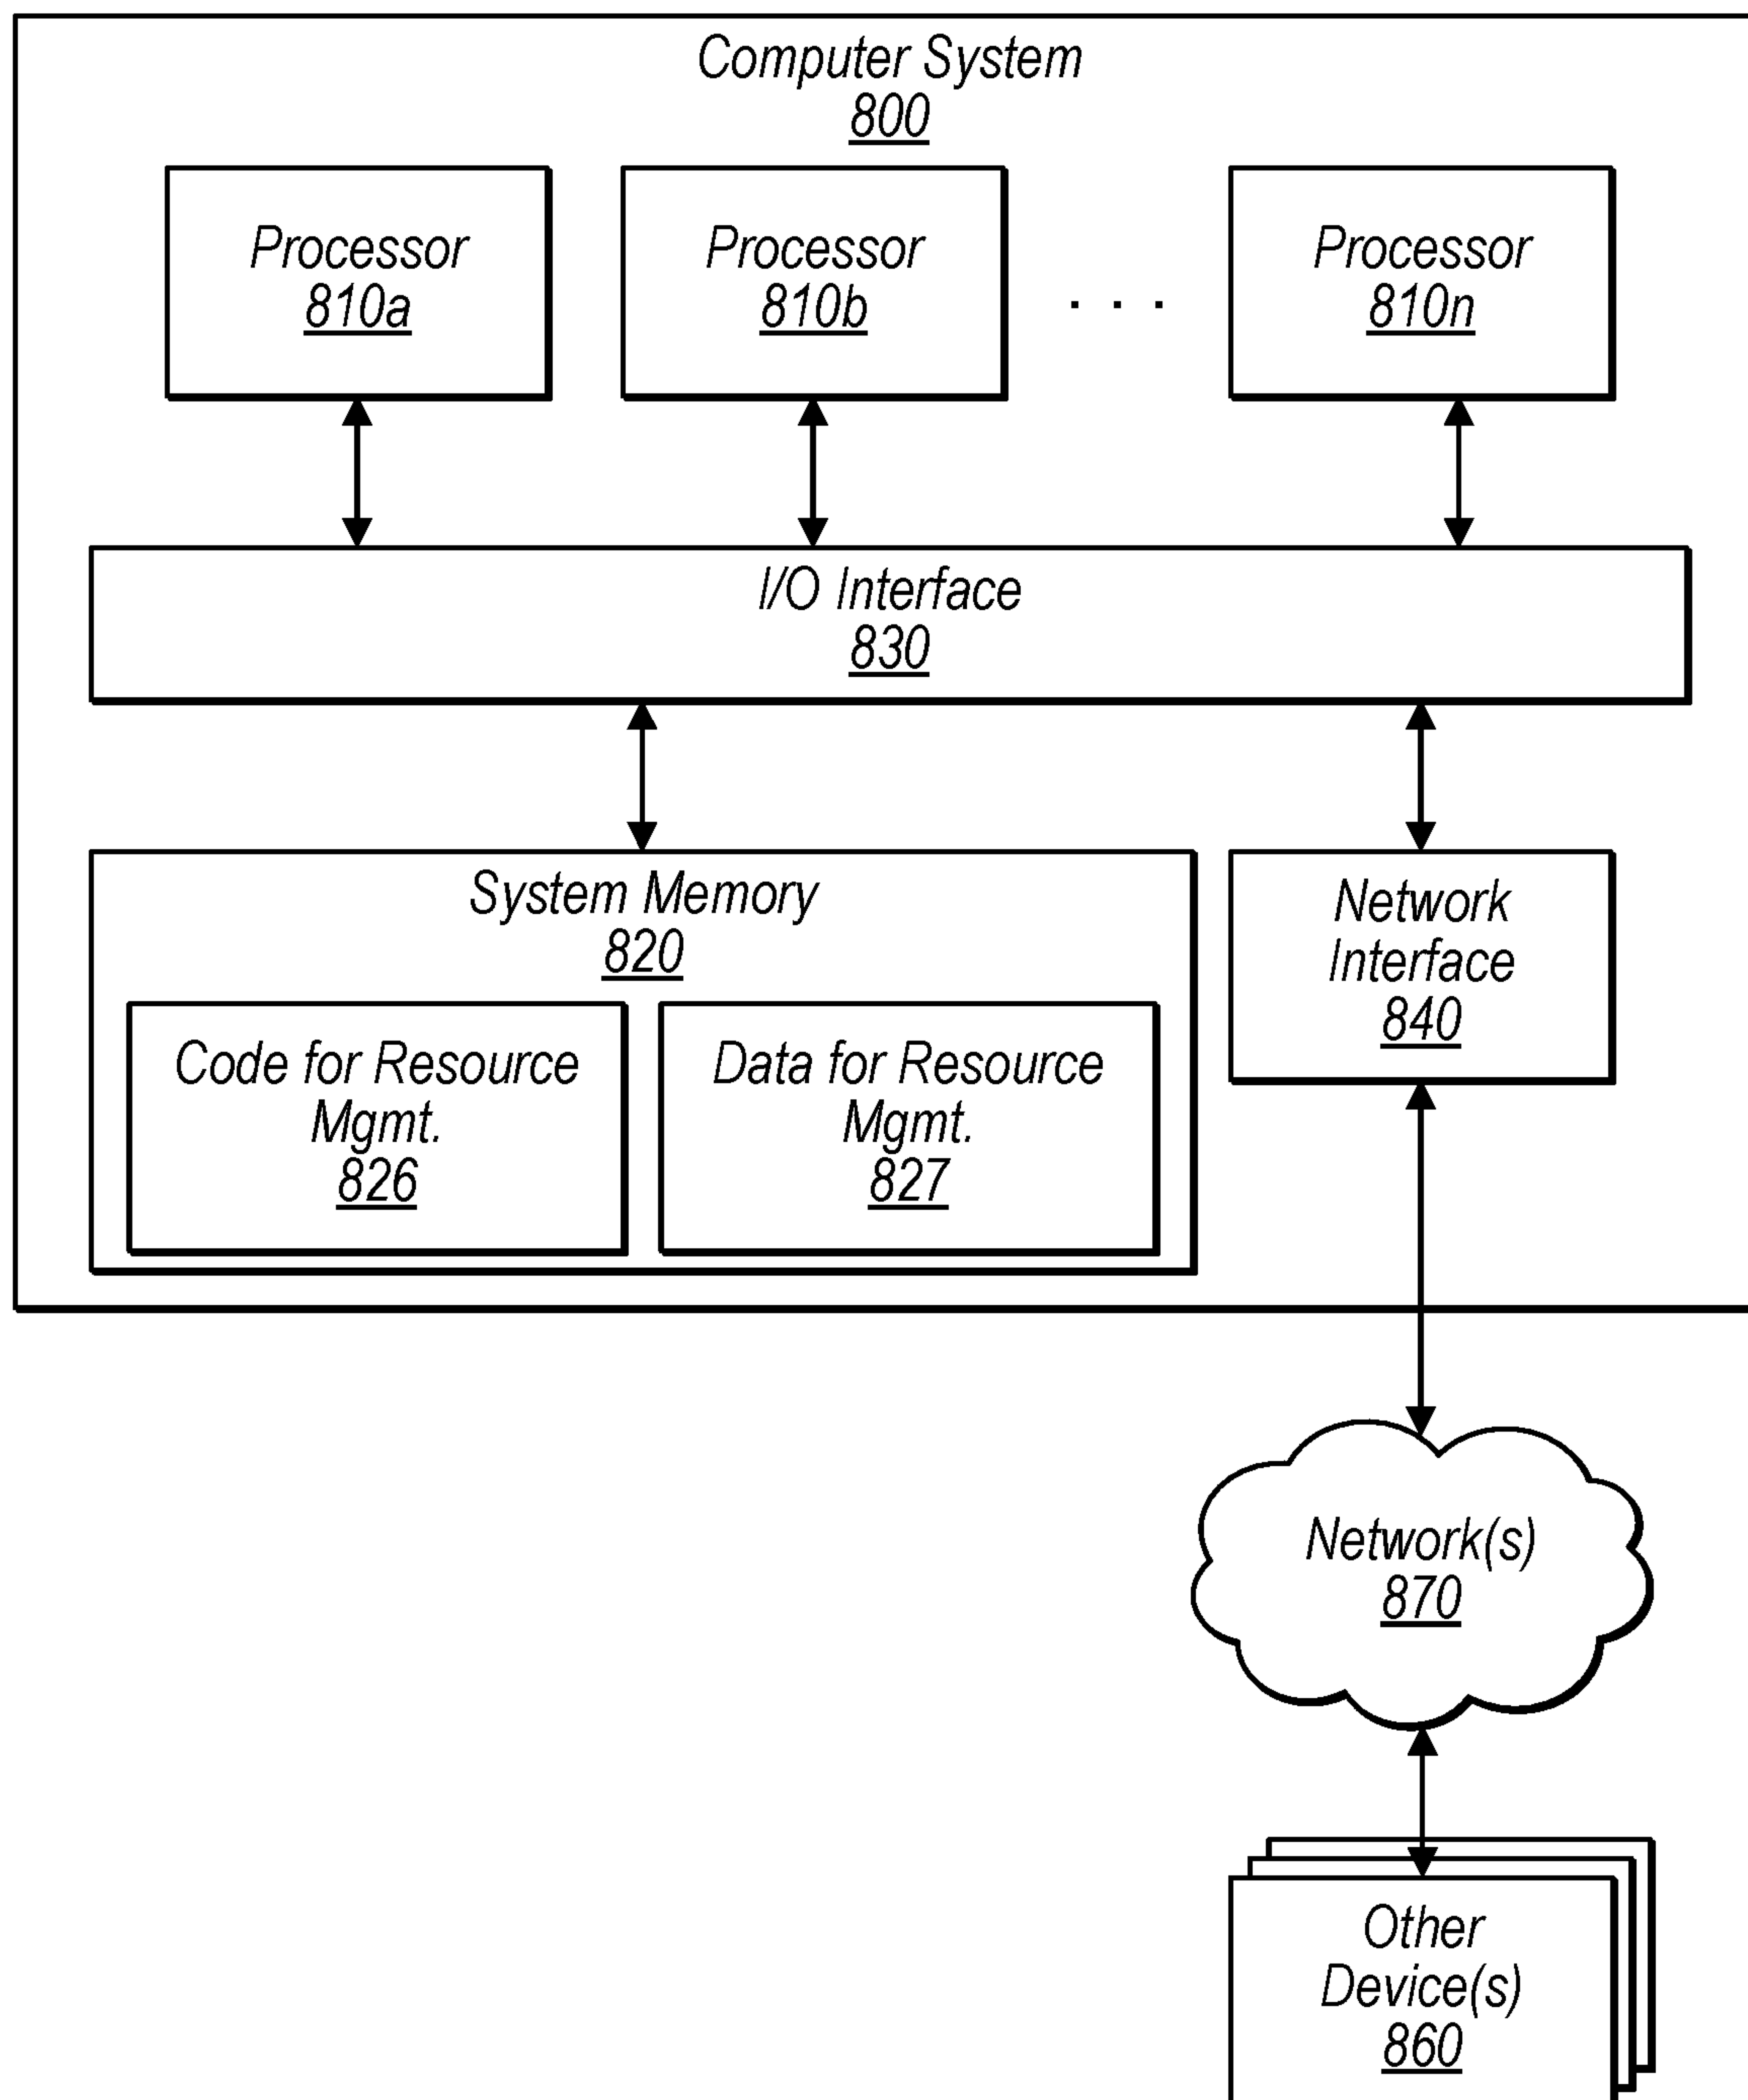 Computer System
800
Processor
810a
Processor
810b
. . .
Processor
810n
I/O Interface
830
System Memory
820
Code for Resource
Mgmt.
826
Data for Resource
Mgmt.
827
Network
Interface
840
Network(s)
870
Other
Device(s)
860